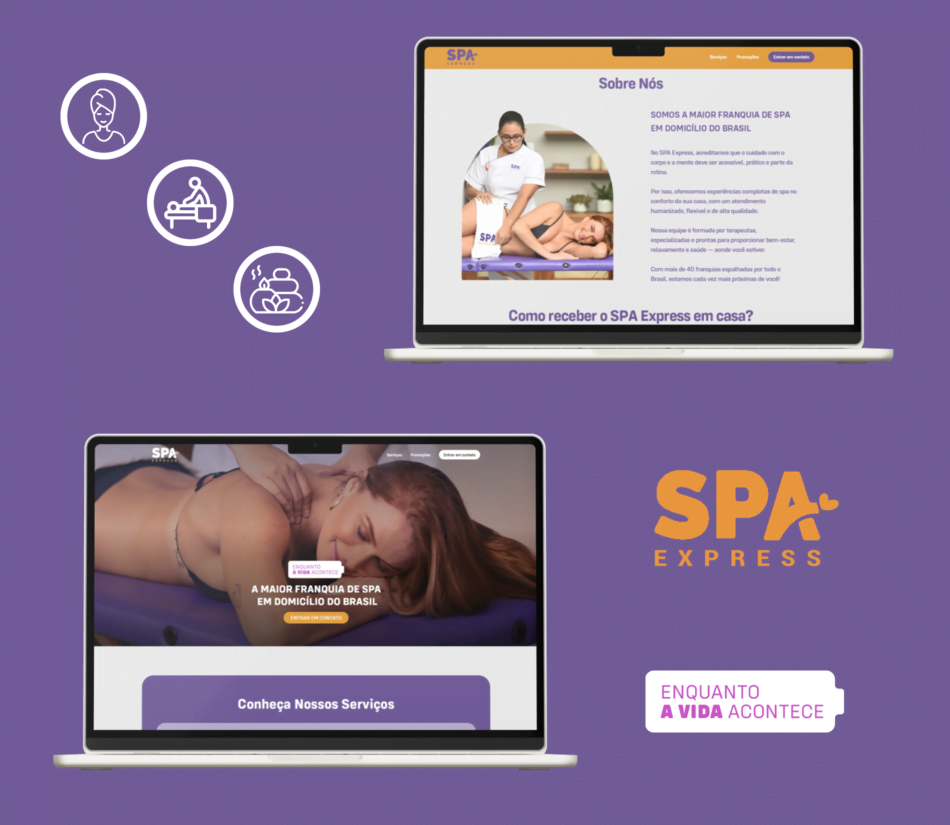 SPA
EXPRESS
Serviços
Promoções
Entrar em contato
Sobre Nós
SOMOS A MAIOR FRANQUIA DE SPA
EM DOMICÍLIO DO BRASIL
No SPA Express, acreditamos que o cuidado com o
corpo e a mente deve ser acessível, prático e parte da
rotina.
Por isso, oferecemos experiências completas de spa no
conforto da sua casa, com um atendimento
humanizado, flexível e de alta qualidade.
Nossa equipe é formada por terapeutas,
especializadas e prontas para proporcionar bem-estar,
relaxamento e saúde — aonde você estiver.
Com mais de 40 franquias espalhadas por todo o
Brasil, estamos cada vez mais próximas de você!
SPA
SPA
Como receber o SPA Express em casa?
SPA
EXPRESS
Serviços
Promoções
Entrar em contato
ENQUANTO
A VIDA ACONTECE
A MAIOR FRANQUIA DE SPA
EM DOMICÍLIO DO BRASIL
ENTRAR EM CONTATO
Conheça Nossos Serviços
SPA
EXPRESS
ENQUANTO
A VIDA ACONTECE